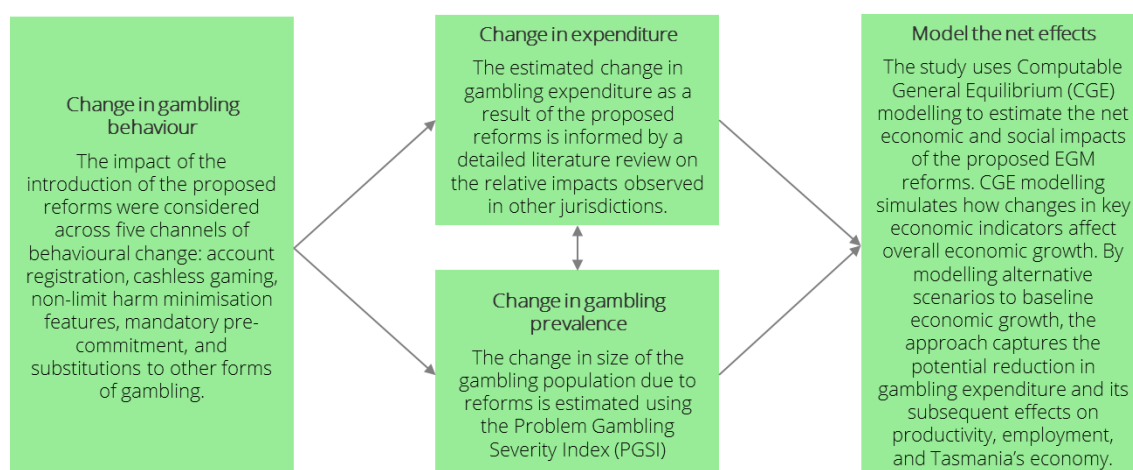 Change in gambling
behaviour
The impact of the
introduction of the proposed
reforms were considered
across five channels of
behavioural change: account
registration, cashless gaming,
non-limit harm minimisation
features, mandatory pre-
commitment, and
substitutions to other forms
of gambling.
Change in expenditure
The estimated change in
gambling expenditure as a
result of the proposed
reforms is informed by a
detailed literature review on
the relative impacts observed
in other jurisdictions.
Change in gambling
prevalence
The change in size of the
gambling population due to
reforms is estimated using
the Problem Gambling
Severity Index (PGSI)
Model the net effects
The study uses Computable
General Equilibrium (CGE)
modelling to estimate the net
economic and social impacts
of the proposed EGM
reforms. CGE modelling
simulates how changes in key
economic indicators affect
overall economic growth. By
modelling alternative
scenarios to baseline
economic growth, the
approach captures the
potential reduction in
gambling expenditure and its
subsequent effects on
productivity, employment,
and Tasmania's economy.